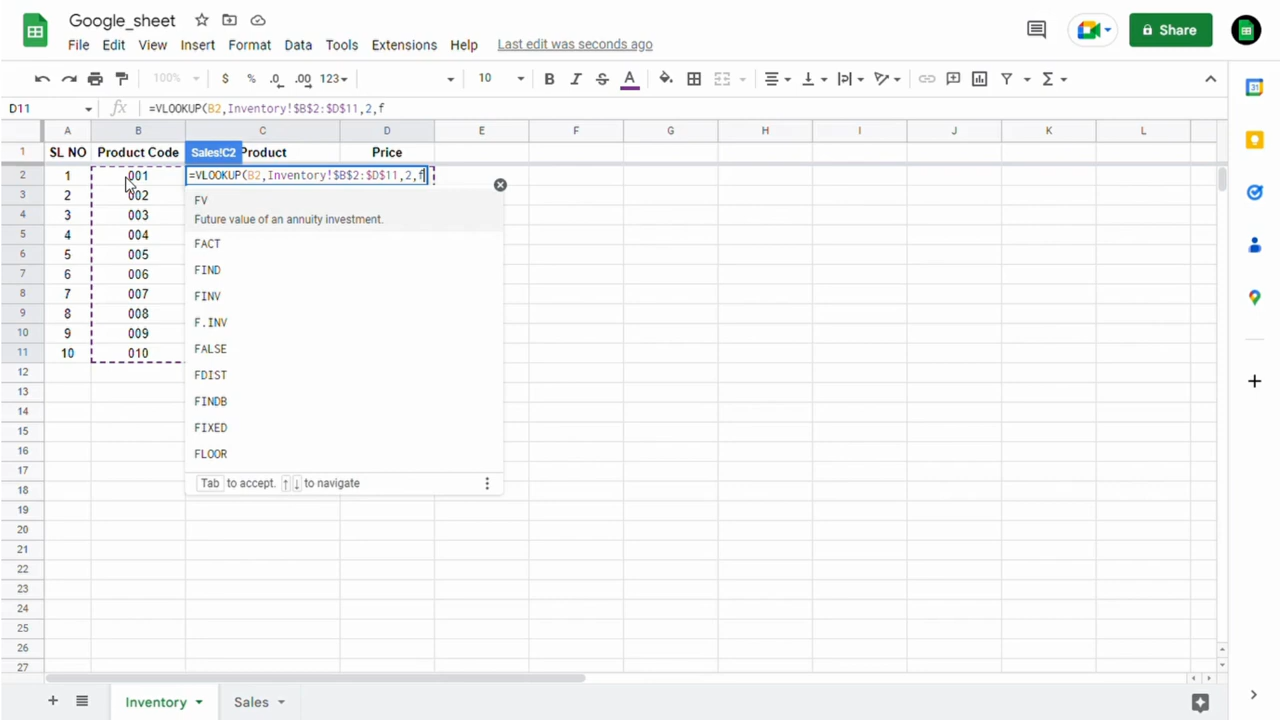 Google_sheet
File Edit View Insert Format Data Tools Extensions Help Last edit was seconds ago
Share
100% $ % .0 .00 123 10 B I S A Σ
D11 fx =VLOOKUP(B2,Inventory!$B$2:$D$11,2,f
A B C D E F G H I J K L
1 SL NO Product Code Sales!C2 Product Price
2 1 001 =VLOOKUP(B2,Inventory!$B$2:$D$11,2,f
FV
3 2 002
Future value of an annuity investment.
4 3 003
5 4 004 FACT
6 5 005
FIND
7 6 006
8 7 007 FINV
9 8 008 F.INV
10 9 009
11 10 010 FALSE
12 FDIST
13
FINDB
14
15 FIXED
16 FLOOR
17
18 Tab to accept. ↑ ↓ to navigate
19
20
21
22
23
24
25
26
27
Inventory Sales
31